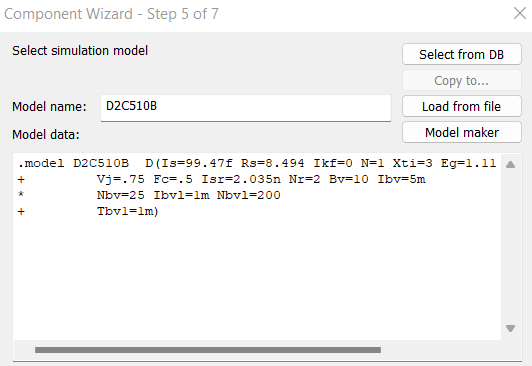 Component Wizard - Step 5 of 7
Select simulation model
Select from DB
Copy to...
Model name:
D2C510B
Load from file
Model data:
Model maker
.model D2C510B D(Is=99.47f Rs=8.494 Ikf=0 N=1 Xti=3 Eg=1.11
+ Vj=.75 Fc=.5 Isr=2.035n Nr=2 Bv=10 Ibv=5m
* Nbv=25 Ibvl=1m Nbvl=200
+ Tbv1=1m)